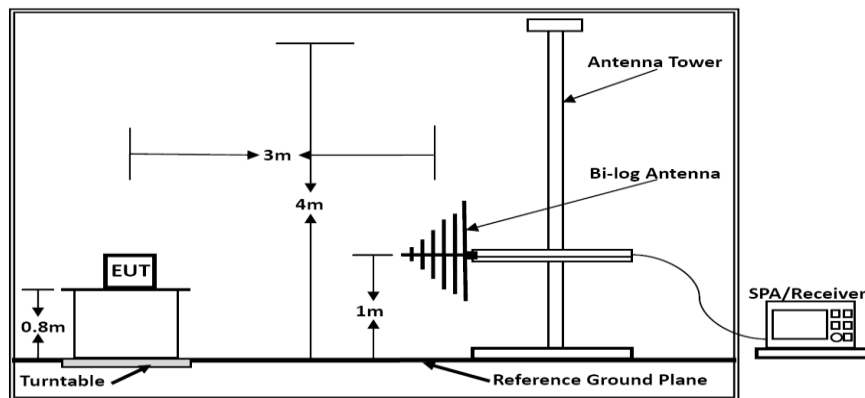 Antenna Tower
3m
Bi-log Antenna
4m
EUT
1m
SPA/Receiver
0.8m
Turntable
Reference Ground Plane